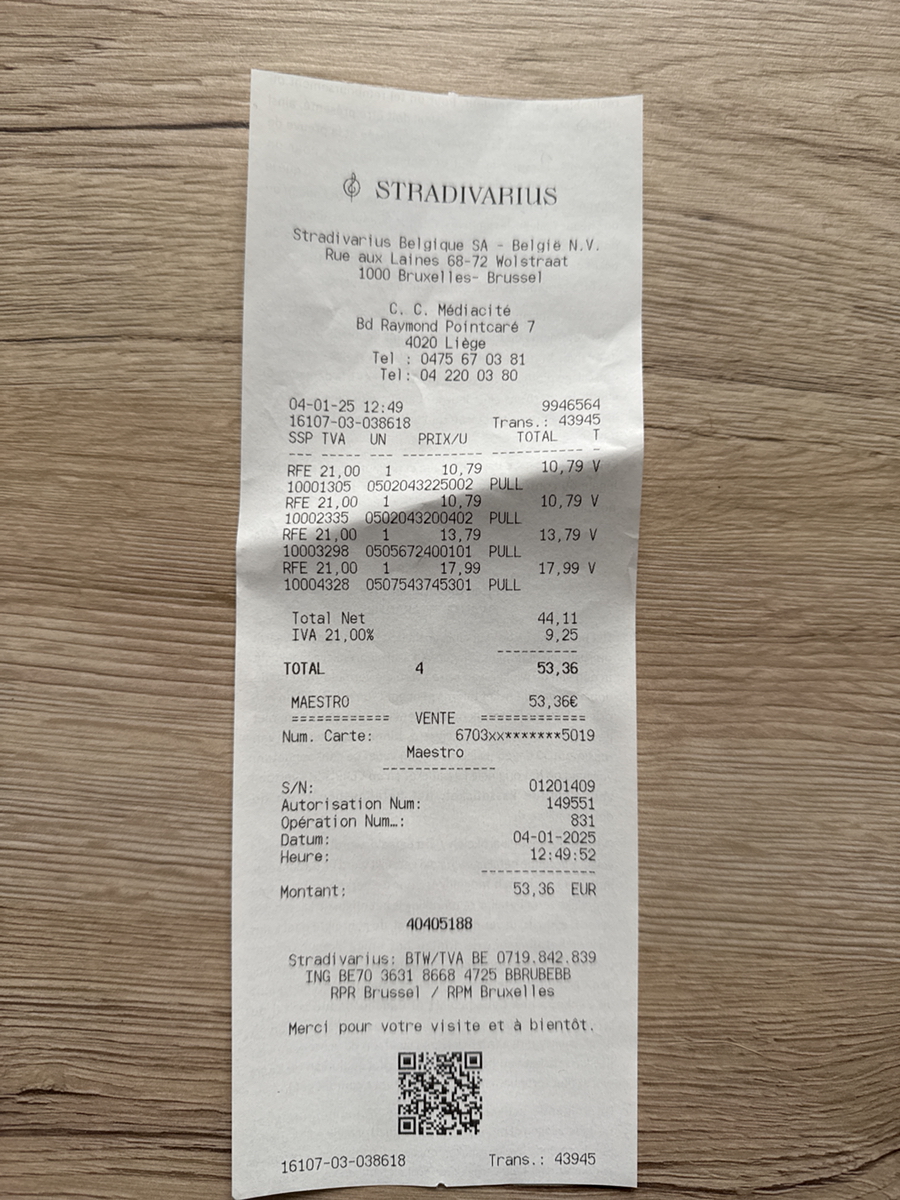 STRADIVARIUS
Stradivarius Belgique SA - België N.V.
Rue aux Laines 68-72 Wolstraat
1000 Bruxelles- Brussel
C. C. Médiacité
Bd Raymond Pointcaré 7
4020 Liège
Tel : 0475 67 03 81
Tel: 04 220 03 80
04-01-25 12:49 9946564
16107-03-038618 Trans.: 43945
SSP TVA UN PRIX/U TOTAL T
--- ----- --- ---------- ----------- -
RFE 21,00 1 10,79 10,79 V
10001305 0502043225002 PULL
RFE 21,00 1 10,79 10,79 V
10002335 0502043200402 PULL
RFE 21,00 1 13,79 13,79 V
10003298 0505672400101 PULL
RFE 21,00 1 17,99 17,99 V
10004328 0507543745301 PULL
Total Net 44,11
IVA 21,00% 9,25
----------
TOTAL 4 53,36
MAESTRO 53,36€
============ VENTE =============
Num. Carte: 6703xx*******5019
Maestro
--------------
S/N: 01201409
Autorisation Num: 149551
Opération Num…: 831
Datum: 04-01-2025
Heure: 12:49:52
--------------
Montant: 53,36 EUR
40405188
Stradivarius: BTW/TVA BE 0719.842.839
ING BE70 3631 8668 4725 BBRUBEBB
RPR Brussel / RPM Bruxelles
Merci pour votre visite et à bientôt.
16107-03-038618 Trans.: 43945